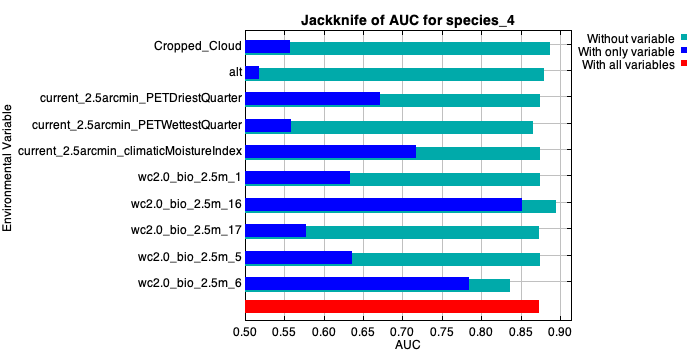 Jackknife of AUC for species_4
Without variable
With only variable
With all variables
Environmental Variable
Cropped_Cloud
alt
current_2.5arcmin_PETDriestQuarter
current_2.5arcmin_PETWettestQuarter
current_2.5arcmin_climaticMoistureIndex
wc2.0_bio_2.5m_1
wc2.0_bio_2.5m_16
wc2.0_bio_2.5m_17
wc2.0_bio_2.5m_5
wc2.0_bio_2.5m_6
0.50 0.55 0.60 0.65 0.70 0.75 0.80 0.85 0.90
AUC